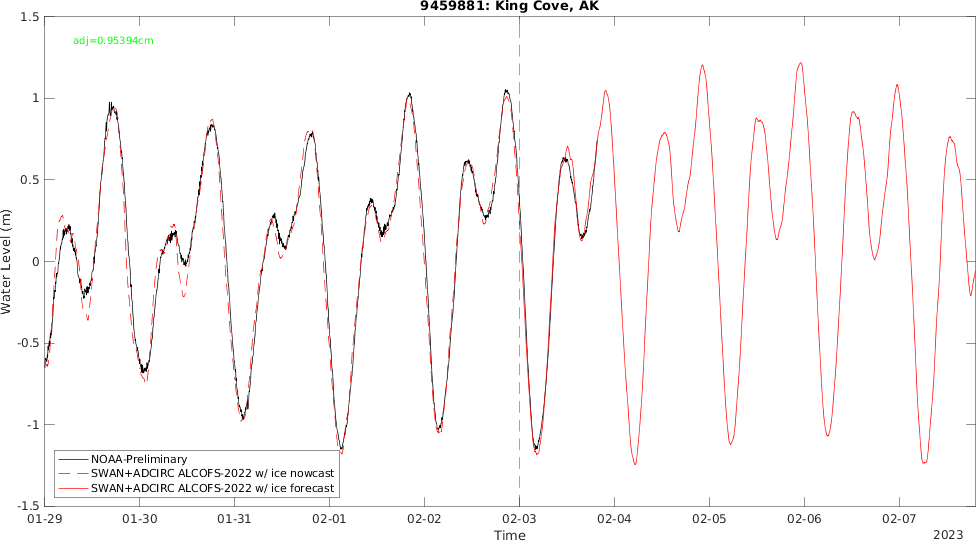 9459881: King Cove, AK
adj=0.95394cm
1.5
1
0.5
0
-0.5
-1
-1.5
Water Level (m)
NOAA-Preliminary
SWAN+ADCIRC ALCOFS-2022 w/ ice nowcast
SWAN+ADCIRC ALCOFS-2022 w/ ice forecast
01-29 01-30 01-31 02-01 02-02 02-03 02-04 02-05 02-06 02-07
Time
2023